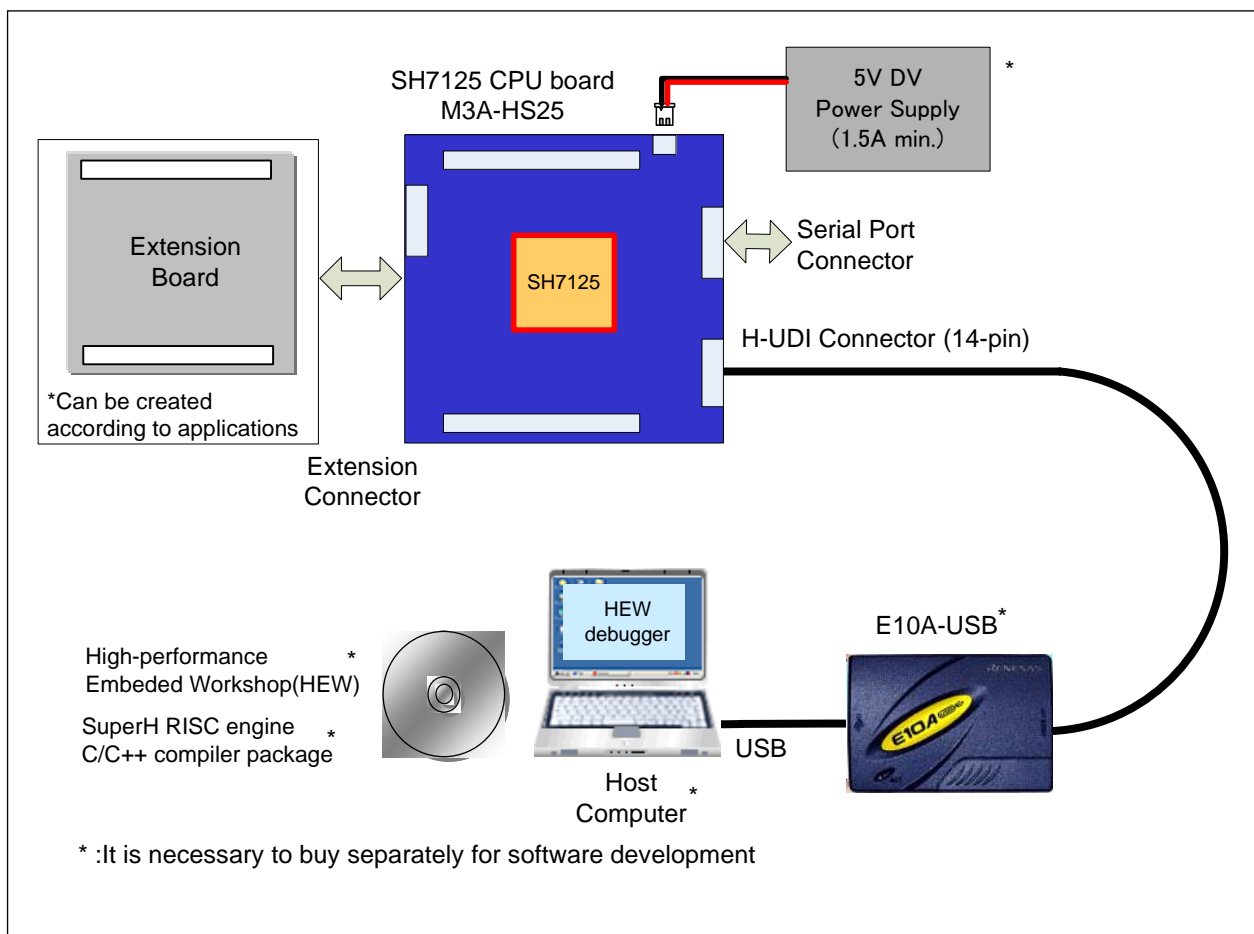 SH7125 CPU board
M3A-HS25
5V DV
Power Supply
(1.5A min.)
*
Extension
Board
SH7125
Serial Port
Connector
H-UDI Connector (14-pin)
*Can be created
according to applications
Extension
Connector
HEW
debugger
E10A-USB*
RENESAS
E10A
High-performance *
Embeded Workshop(HEW)
SuperH RISC engine
C/C++ compiler package *
USB
Host
Computer *
* :It is necessary to buy separately for software development